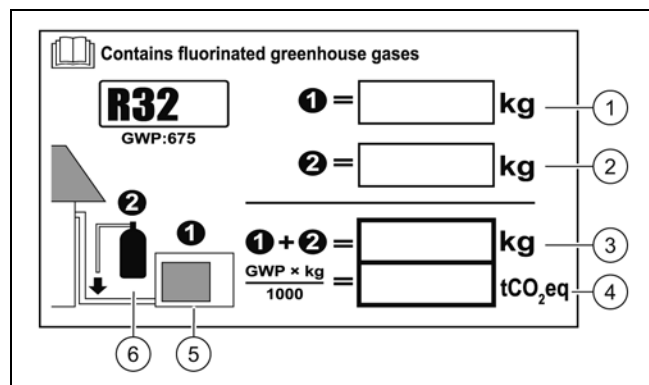 Contains fluorinated greenhouse gases
R32
GWP:675
❶= kg 1
❷= kg 2
❶+❷= kg 3
GWP × kg
1000
= tCO₂eq 4
❷
❶
6 5